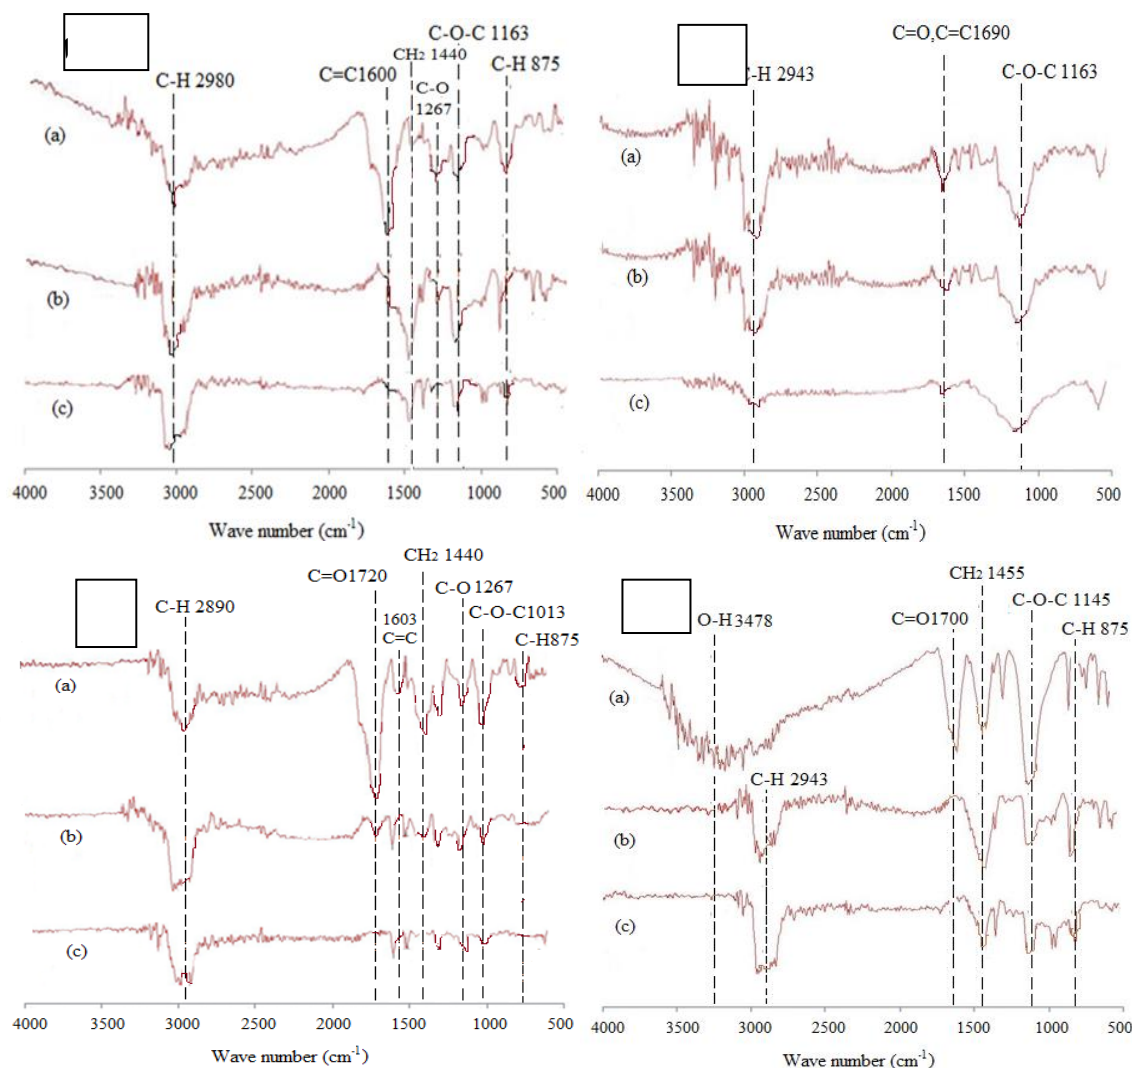 C-O-C 1163
CH2 1440
C-H 2980
C=C1600
C-O
1267
C-H 875
(a)
(b)
(c)
4000 3500 3000 2500 2000 1500 1000 500
Wave number (cm-1)
C=O,C=C1690
C-H 2943
C-O-C 1163
(a)
(b)
(c)
4000 3500 3000 2500 2000 1500 1000 500
Wave number (cm-1)
CH2 1440
C=O1720
C-O 1267
C-H 2890
1603
C=C
C-O-C1013
C-H875
(a)
(b)
(c)
4000 3500 3000 2500 2000 1500 1000 500
Wave number (cm-1)
CH2 1455
O-H 3478
C=O1700
C-O-C 1145
C-H 875
(a)
C-H 2943
(b)
(c)
4000 3500 3000 2500 2000 1500 1000 500
Wave number (cm-1)